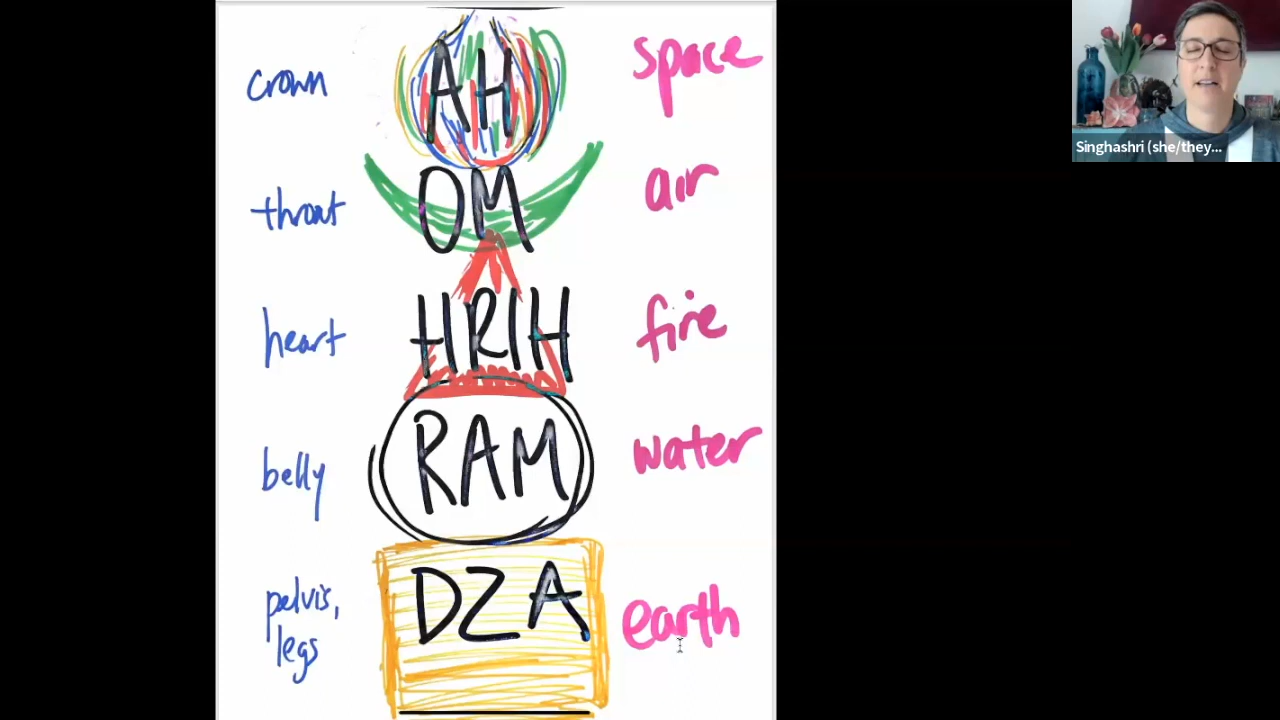 crown AH space
throat OM air
heart HRIH fire
belly RAM water
pelvis, DZA earth
legs
Singhashri (she/they...